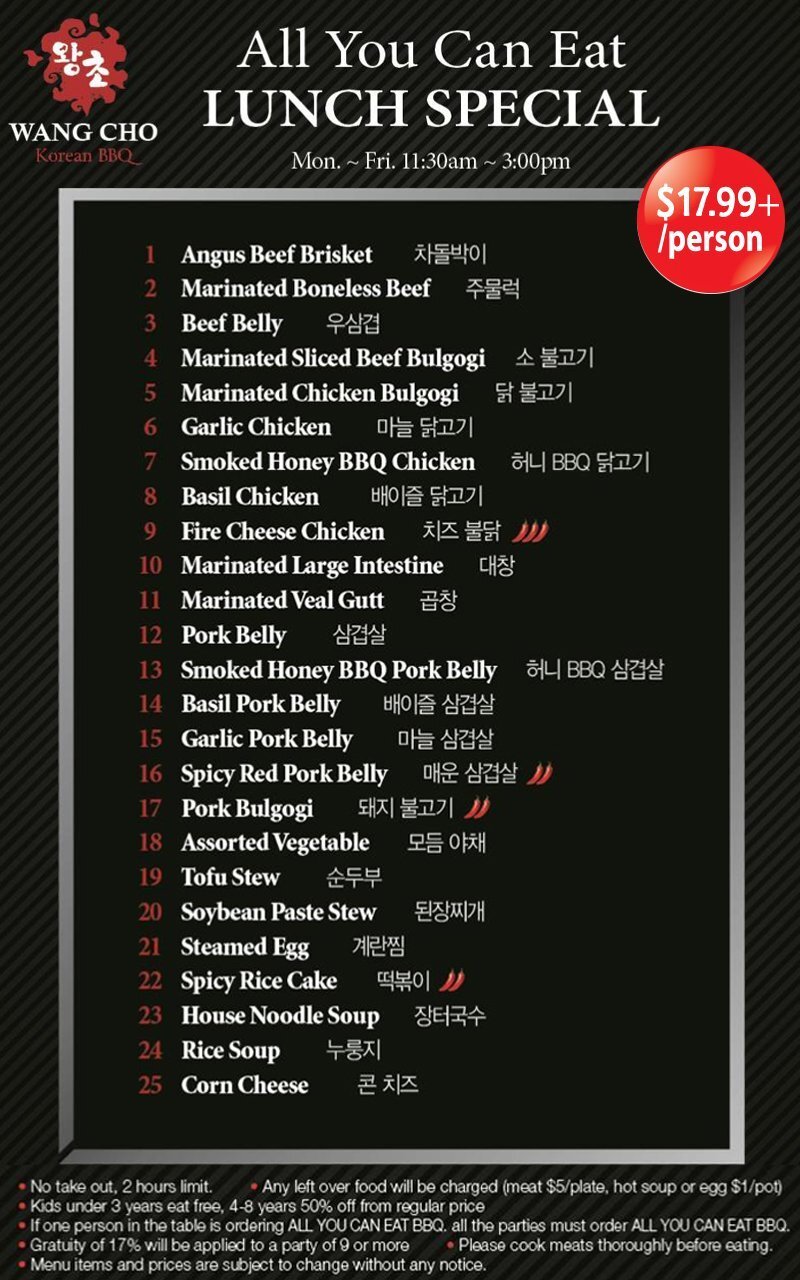 왕초
WANG CHO
Korean BBQ
All You Can Eat
LUNCH SPECIAL
Mon. ~ Fri. 11:30am ~ 3:00pm
$17.99+
/person
1 Angus Beef Brisket 차돌박이
2 Marinated Boneless Beef 주물럭
3 Beef Belly 우삼겹
4 Marinated Sliced Beef Bulgogi 소 불고기
5 Marinated Chicken Bulgogi 닭 불고기
6 Garlic Chicken 마늘 닭고기
7 Smoked Honey BBQ Chicken 허니 BBQ 닭고기
8 Basil Chicken 배이즐 닭고기
9 Fire Cheese Chicken 치즈 불닭
10 Marinated Large Intestine 대창
11 Marinated Veal Gutt 곱창
12 Pork Belly 삼겹살
13 Smoked Honey BBQ Pork Belly 허니 BBQ 삼겹살
14 Basil Pork Belly 배이즐 삼겹살
15 Garlic Pork Belly 마늘 삼겹살
16 Spicy Red Pork Belly 매운 삼겹살
17 Pork Bulgogi 돼지 불고기
18 Assorted Vegetable 모듬 야채
19 Tofu Stew 순두부
20 Soybean Paste Stew 된장찌개
21 Steamed Egg 계란찜
22 Spicy Rice Cake 떡볶이
23 House Noodle Soup 장터국수
24 Rice Soup 누룽지
25 Corn Cheese 콘 치즈
• No take out, 2 hours limit. • Any left over food will be charged (meat $5/plate, hot soup or egg $1/pot)
• Kids under 3 years eat free, 4-8 years 50% off from regular price
• If one person in the table is ordering ALL YOU CAN EAT BBQ. all the parties must order ALL YOU CAN EAT BBQ.
• Gratuity of 17% will be applied to a party of 9 or more • Please cook meats thoroughly before eating.
• Menu items and prices are subject to change without any notice.